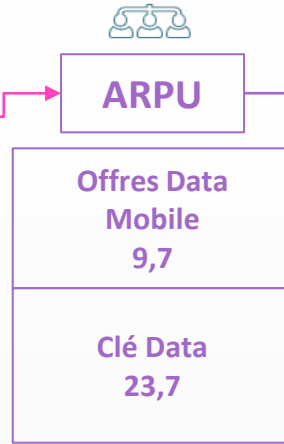 ARPU
Offres Data
Mobile
9,7
Clé Data
23,7